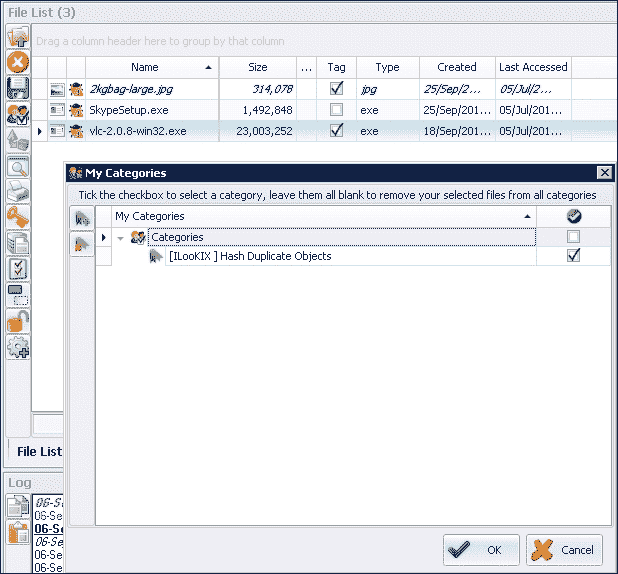 File List (3)
Drag a column header here to group by that column
Name Size ... Tag Type Created Last Accessed
2kgbag-large.jpg 314,078 jpg 25/Sep/2... 05/Jul/2...
SkypeSetup.exe 1,492,848 exe 25/Sep/201... 05/Jul/201...
vlc-2.0.8-win32.exe 23,003,252 exe 18/Sep/201... 05/Jul/201...
My Categories
Tick the checkbox to select a category, leave them all blank to remove your selected files from all categories
My Categories
Categories
[ILooKIX ] Hash Duplicate Objects
File List
Log
06-S
06-Se
06-Se
06-Se
06-Se
06-Se
OK Cancel